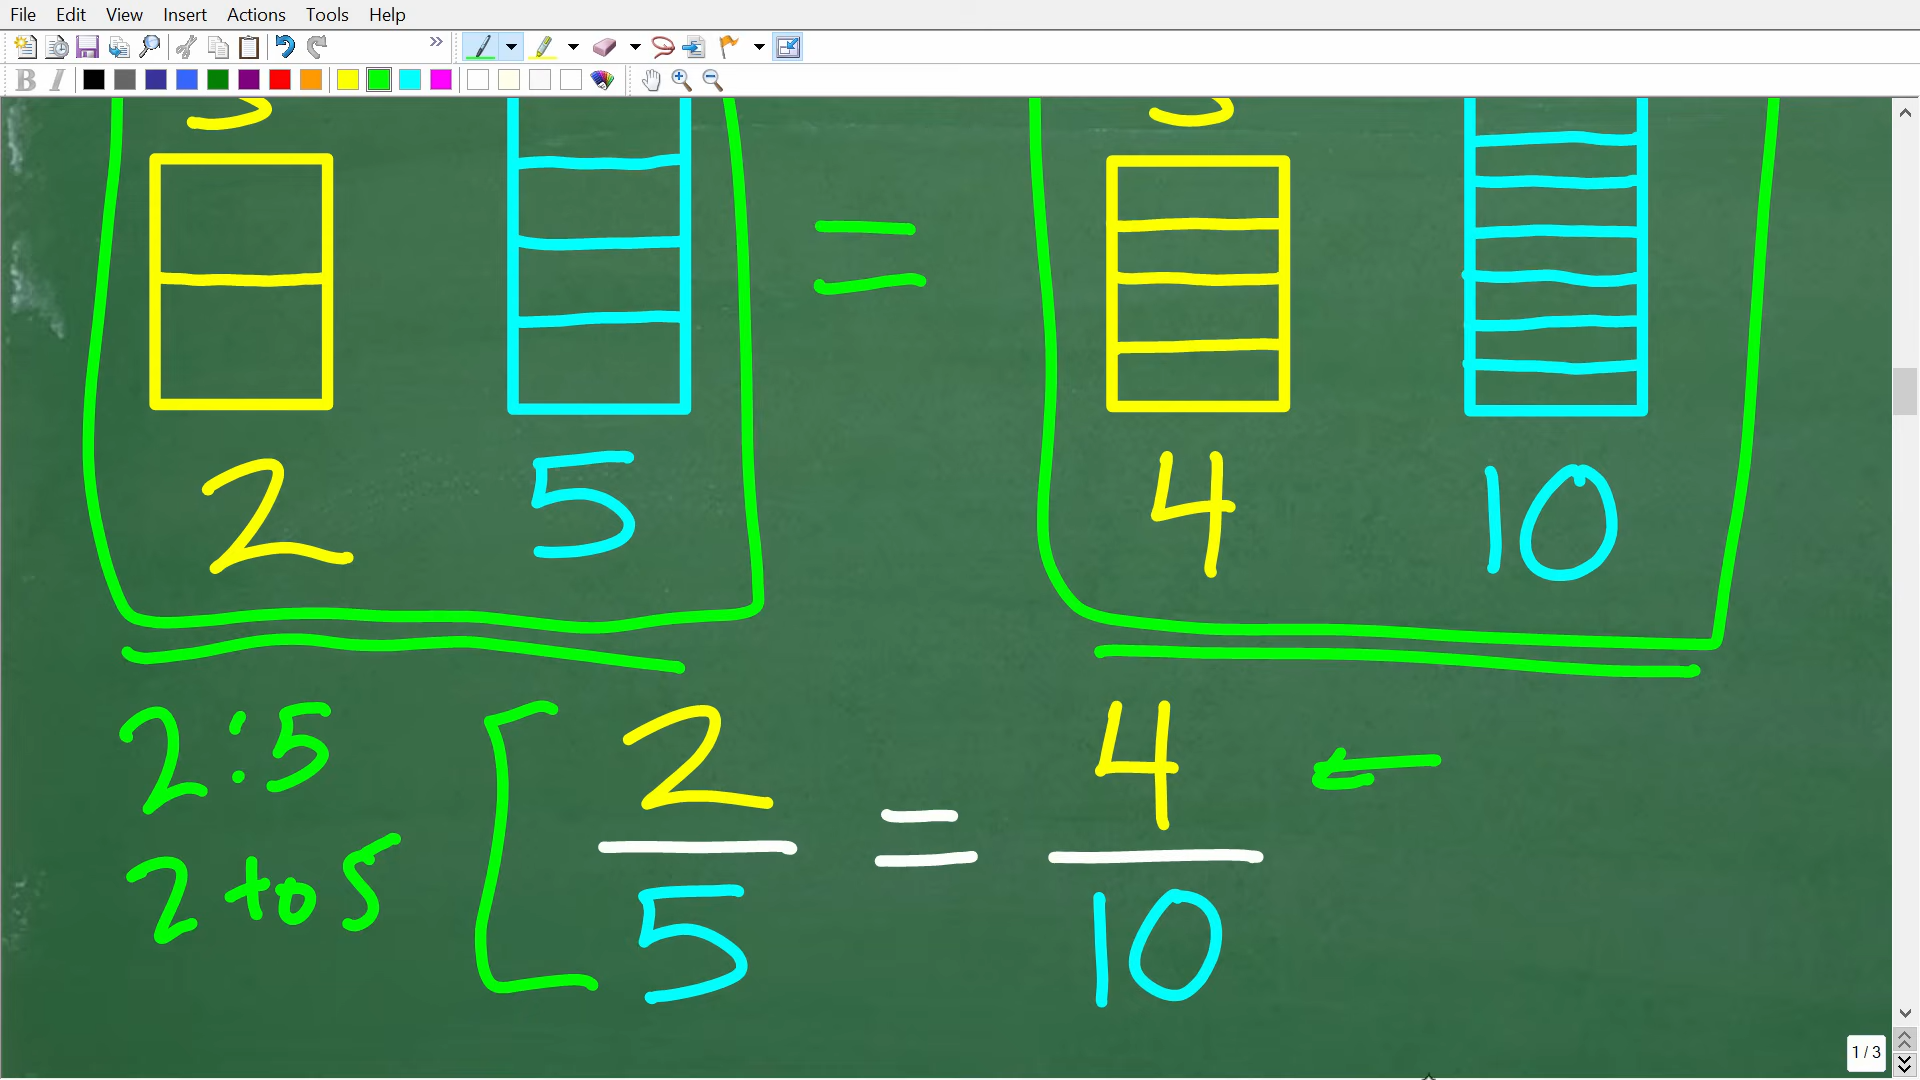 File Edit View Insert Actions Tools Help
B I
=
2 5 4 10
2:5
2 to 5
2/5 = 4/10
1 / 3